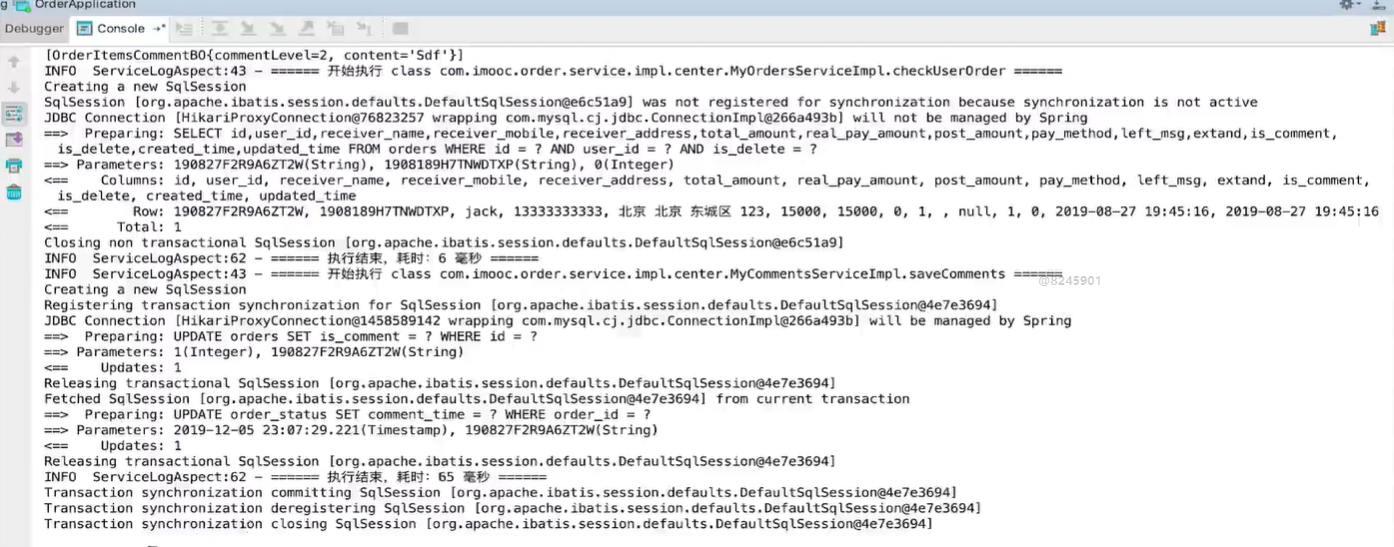 g OrderApplication
Debugger Console
[OrderItemsCommentBO{commentLevel=2, content='Sdf'}]
INFO ServiceLogAspect:43 - ====== 开始执行 class com.imooc.order.service.impl.center.MyOrdersServiceImpl.checkUserOrder ======
Creating a new SqlSession
SqlSession [org.apache.ibatis.session.defaults.DefaultSqlSession@e6c51a9] was not registered for synchronization because synchronization is not active
JDBC Connection [HikariProxyConnection@76823257 wrapping com.mysql.cj.jdbc.ConnectionImpl@266a493b] will not be managed by Spring
==> Preparing: SELECT id,user_id,receiver_name,receiver_mobile,receiver_address,total_amount,real_pay_amount,post_amount,pay_method,left_msg,extand,is_comment,
is_delete,created_time,updated_time FROM orders WHERE id = ? AND user_id = ? AND is_delete = ?
==> Parameters: 190827F2R9A6ZT2W(String), 1908189H7TNWDTXP(String), 0(Integer)
<== Columns: id, user_id, receiver_name, receiver_mobile, receiver_address, total_amount, real_pay_amount, post_amount, pay_method, left_msg, extand, is_comment,
is_delete, created_time, updated_time
<== Row: 190827F2R9A6ZT2W, 1908189H7TNWDTXP, jack, 13333333333, 北京 北京 东城区 123, 15000, 15000, 0, 1, , null, 1, 0, 2019-08-27 19:45:16, 2019-08-27 19:45:16
<== Total: 1
Closing non transactional SqlSession [org.apache.ibatis.session.defaults.DefaultSqlSession@e6c51a9]
INFO ServiceLogAspect:62 - ====== 执行结束，耗时：6 毫秒 ======
INFO ServiceLogAspect:43 - ====== 开始执行 class com.imooc.order.service.impl.center.MyCommentsServiceImpl.saveComments ======
@8245901
Creating a new SqlSession
Registering transaction synchronization for SqlSession [org.apache.ibatis.session.defaults.DefaultSqlSession@4e7e3694]
JDBC Connection [HikariProxyConnection@1458589142 wrapping com.mysql.cj.jdbc.ConnectionImpl@266a493b] will be managed by Spring
==> Preparing: UPDATE orders SET is_comment = ? WHERE id = ?
==> Parameters: 1(Integer), 190827F2R9A6ZT2W(String)
<== Updates: 1
Releasing transactional SqlSession [org.apache.ibatis.session.defaults.DefaultSqlSession@4e7e3694]
Fetched SqlSession [org.apache.ibatis.session.defaults.DefaultSqlSession@4e7e3694] from current transaction
==> Preparing: UPDATE order_status SET comment_time = ? WHERE order_id = ?
==> Parameters: 2019-12-05 23:07:29.221(Timestamp), 190827F2R9A6ZT2W(String)
<== Updates: 1
Releasing transactional SqlSession [org.apache.ibatis.session.defaults.DefaultSqlSession@4e7e3694]
INFO ServiceLogAspect:62 - ====== 执行结束，耗时：65 毫秒 ======
Transaction synchronization committing SqlSession [org.apache.ibatis.session.defaults.DefaultSqlSession@4e7e3694]
Transaction synchronization deregistering SqlSession [org.apache.ibatis.session.defaults.DefaultSqlSession@4e7e3694]
Transaction synchronization closing SqlSession [org.apache.ibatis.session.defaults.DefaultSqlSession@4e7e3694]